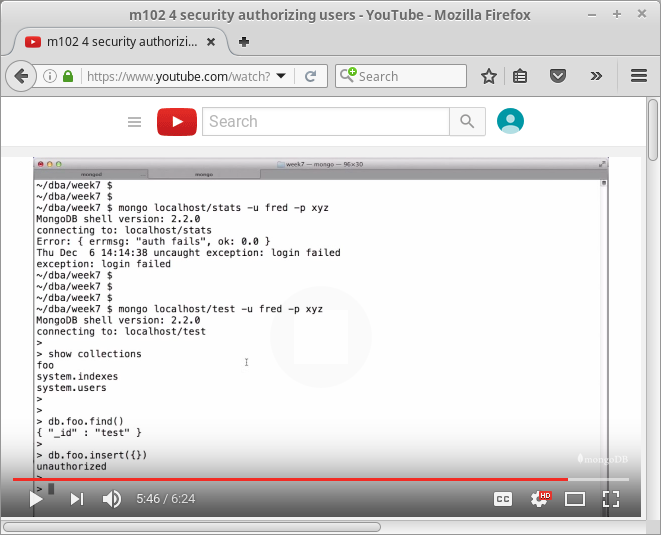 m102 4 security authorizing users - YouTube - Mozilla Firefox
m102 4 security authorizi...
https://www.youtube.com/watch?
Search
Search
week7 — mongo — 96×30
mongod
mongo
~/dba/week7 $
~/dba/week7 $
~/dba/week7 $ mongo localhost/stats -u fred -p xyz
MongoDB shell version: 2.2.0
connecting to: localhost/stats
Error: { errmsg: "auth fails", ok: 0.0 }
Thu Dec  6 14:14:38 uncaught exception: login failed
exception: login failed
~/dba/week7 $
~/dba/week7 $
~/dba/week7 $
~/dba/week7 $ mongo localhost/test -u fred -p xyz
MongoDB shell version: 2.2.0
connecting to: localhost/test
>
> show collections
foo
system.indexes
system.users
>
>
> db.foo.find()
{ "_id" : "test" }
>
> db.foo.insert({})
unauthorized
>
>
mongoDB
5:46 / 6:24
CC
HD